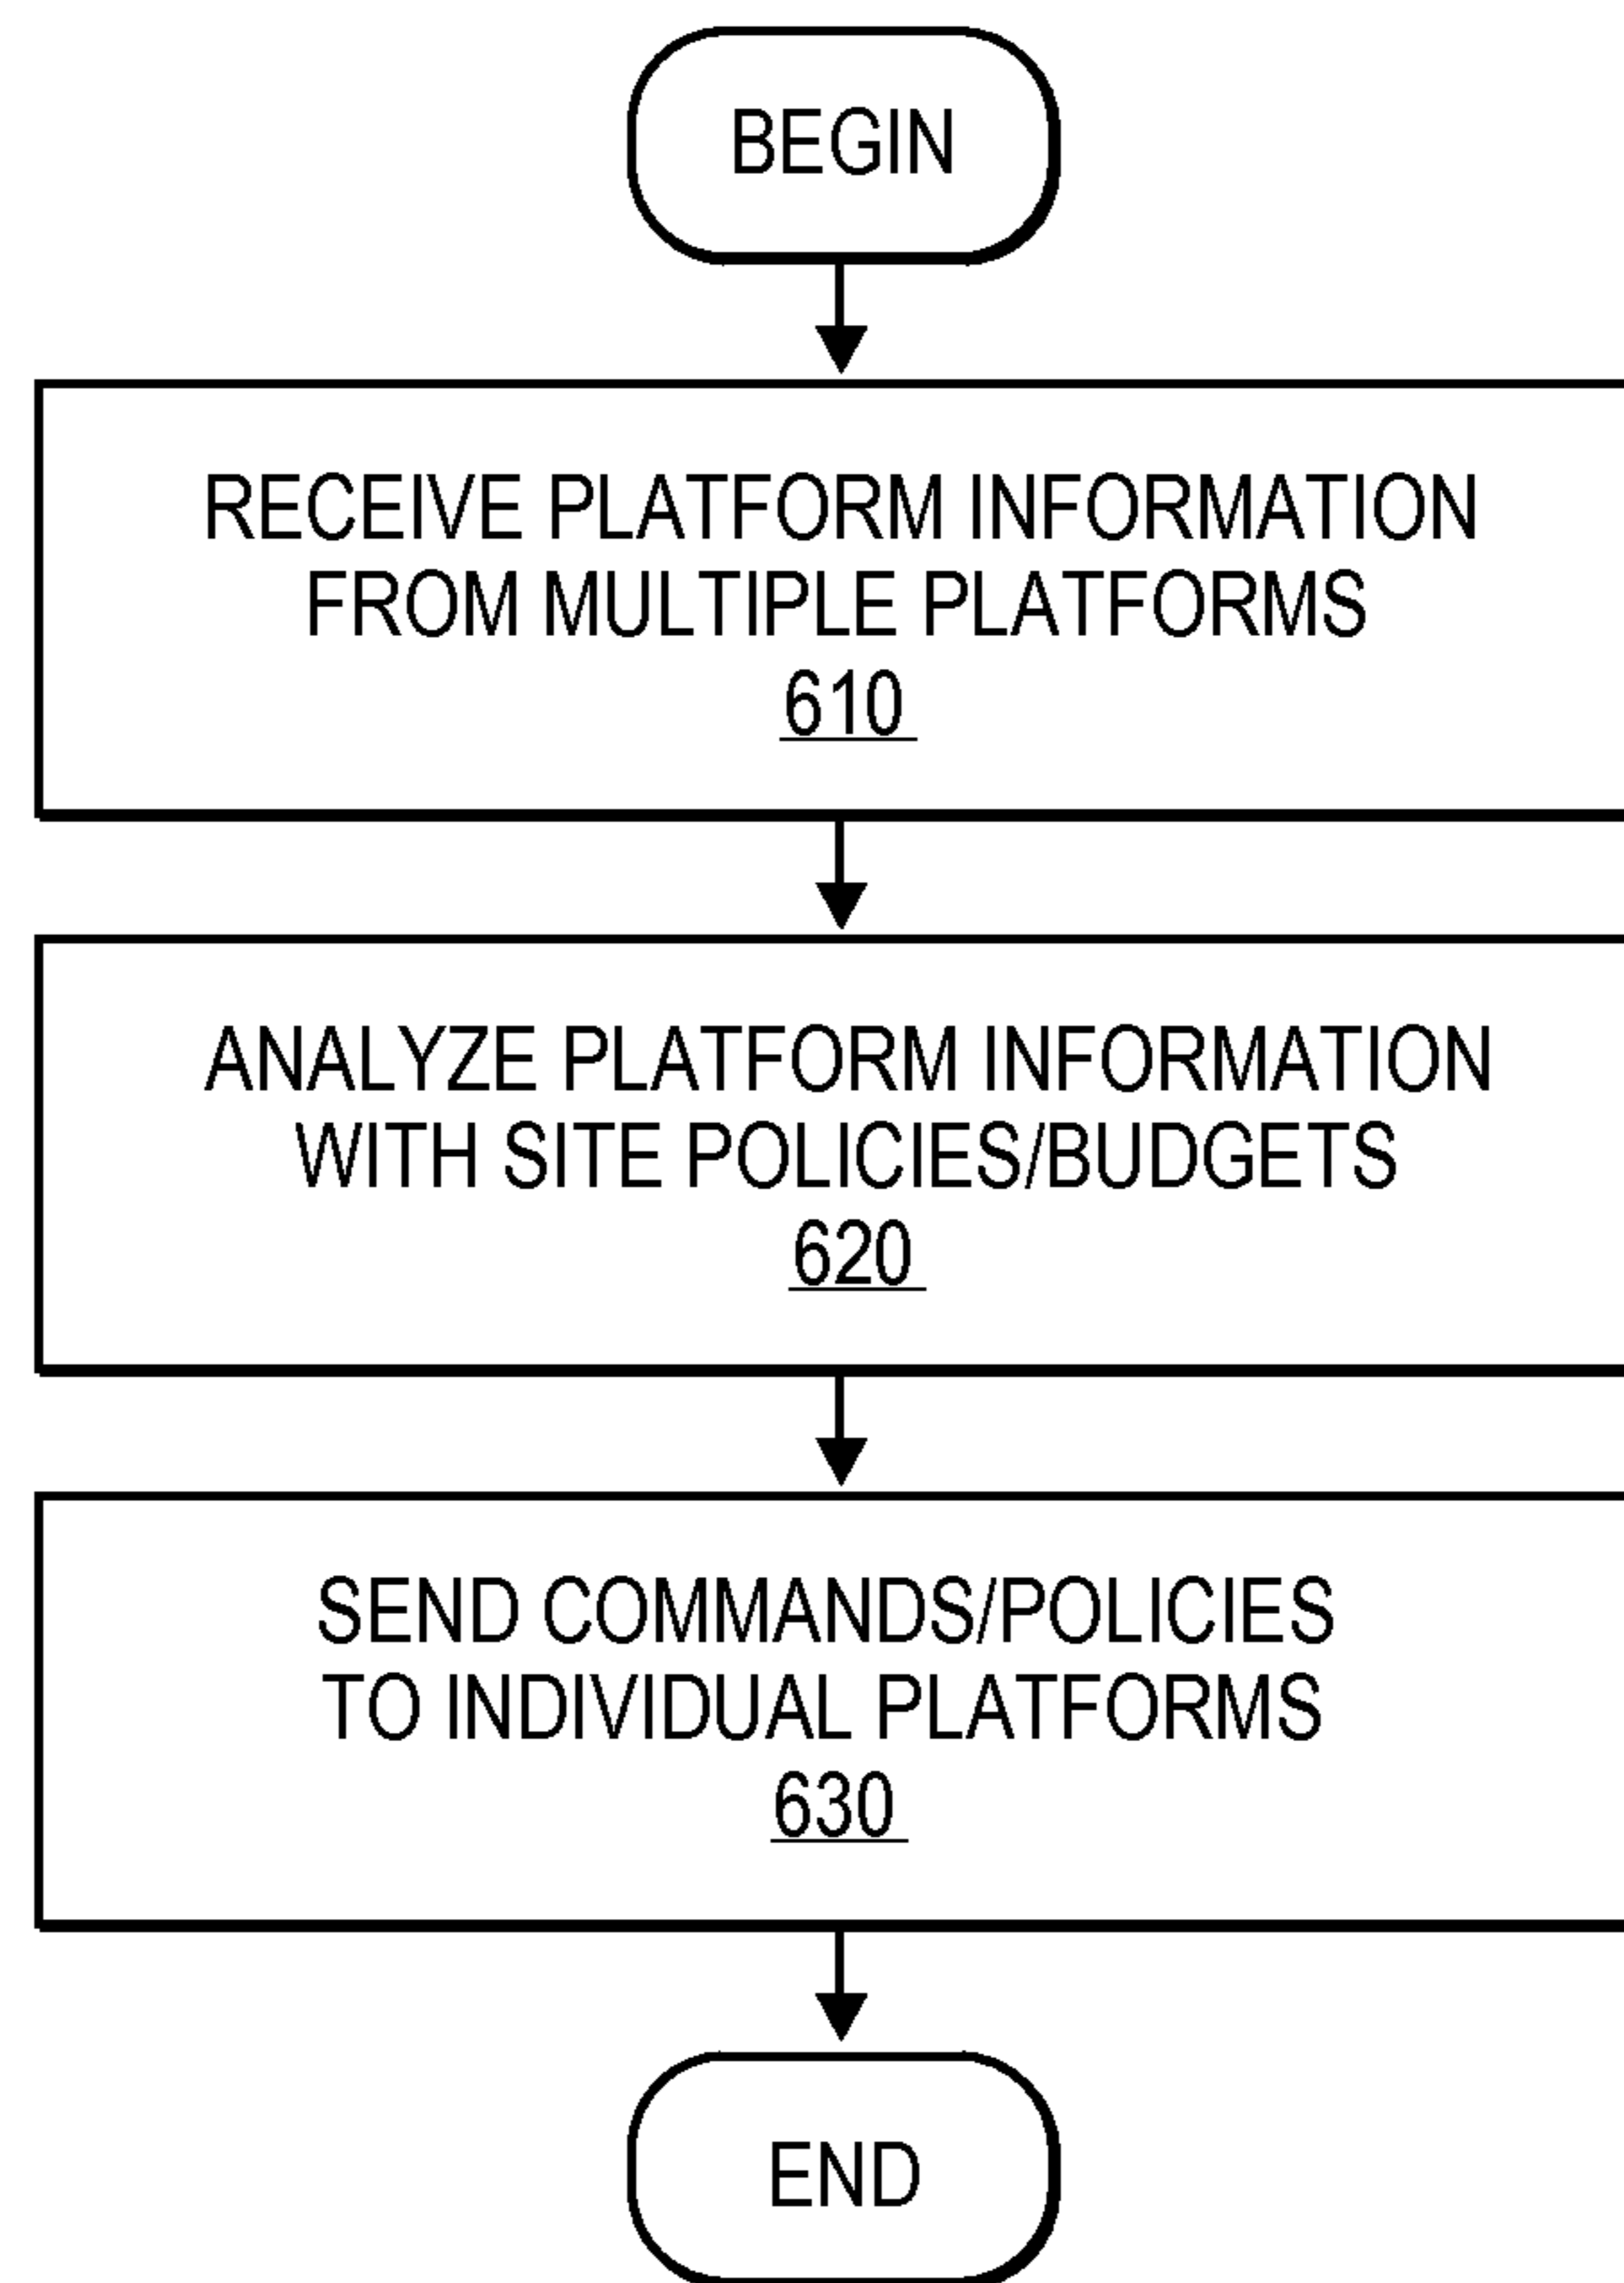 BEGIN
RECEIVE PLATFORM INFORMATION
FROM MULTIPLE PLATFORMS
610
ANALYZE PLATFORM INFORMATION
WITH SITE POLICIES/BUDGETS
620
SEND COMMANDS/POLICIES
TO INDIVIDUAL PLATFORMS
630
END